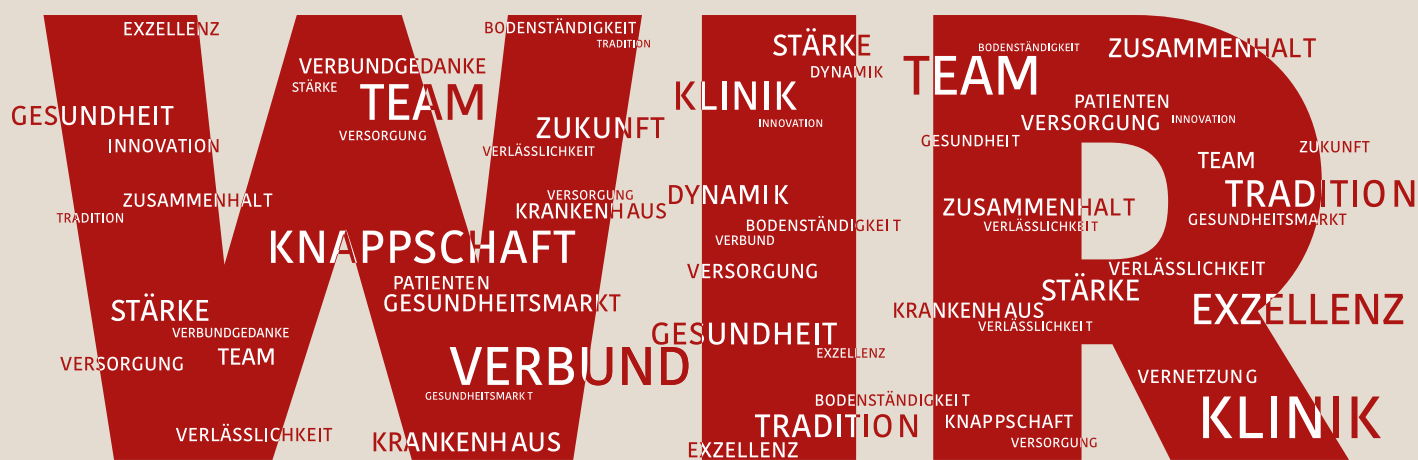 WIR
EXZELLENZ
VERBUNDGEDANKE
STÄRKE
TEAM
GESUNDHEIT
VERSORGUNG
INNOVATION
ZUSAMMENHALT
TRADITION
KNAPPSCHAFT
PATIENTEN
GESUNDHEITSMARKT
STÄRKE
VERBUNDGEDANKE
TEAM
VERSORGUNG
VERBUND
GESUNDHEITSMARKT
VERLÄSSLICHKEIT
KRANKENHAUS
BODENSTÄNDIGKEIT
TRADITION
ZUKUNFT
VERLÄSSLICHKEIT
VERSORGUNG
KRANKENHAUS
STÄRKE
DYNAMIK
KLINIK
INNOVATION
DYNAMIK
BODENSTÄNDIGKEIT
VERBUND
VERSORGUNG
GESUNDHEIT
EXZELLENZ
BODENSTÄNDIGKEIT
TRADITION
EXZELLENZ
BODENSTÄNDIGKEIT
ZUSAMMENHALT
TEAM
PATIENTEN
VERSORGUNG
INNOVATION
GESUNDHEIT
ZUKUNFT
TEAM
TRADITION
ZUSAMMENHALT
GESUNDHEITSMARKT
VERLÄSSLICHKEIT
VERLÄSSLICHKEIT
STÄRKE
KRANKENHAUS
EXZELLENZ
VERLÄSSLICHKEIT
VERNETZUNG
KNAPPSCHAFT
KLINIK
VERSORGUNG